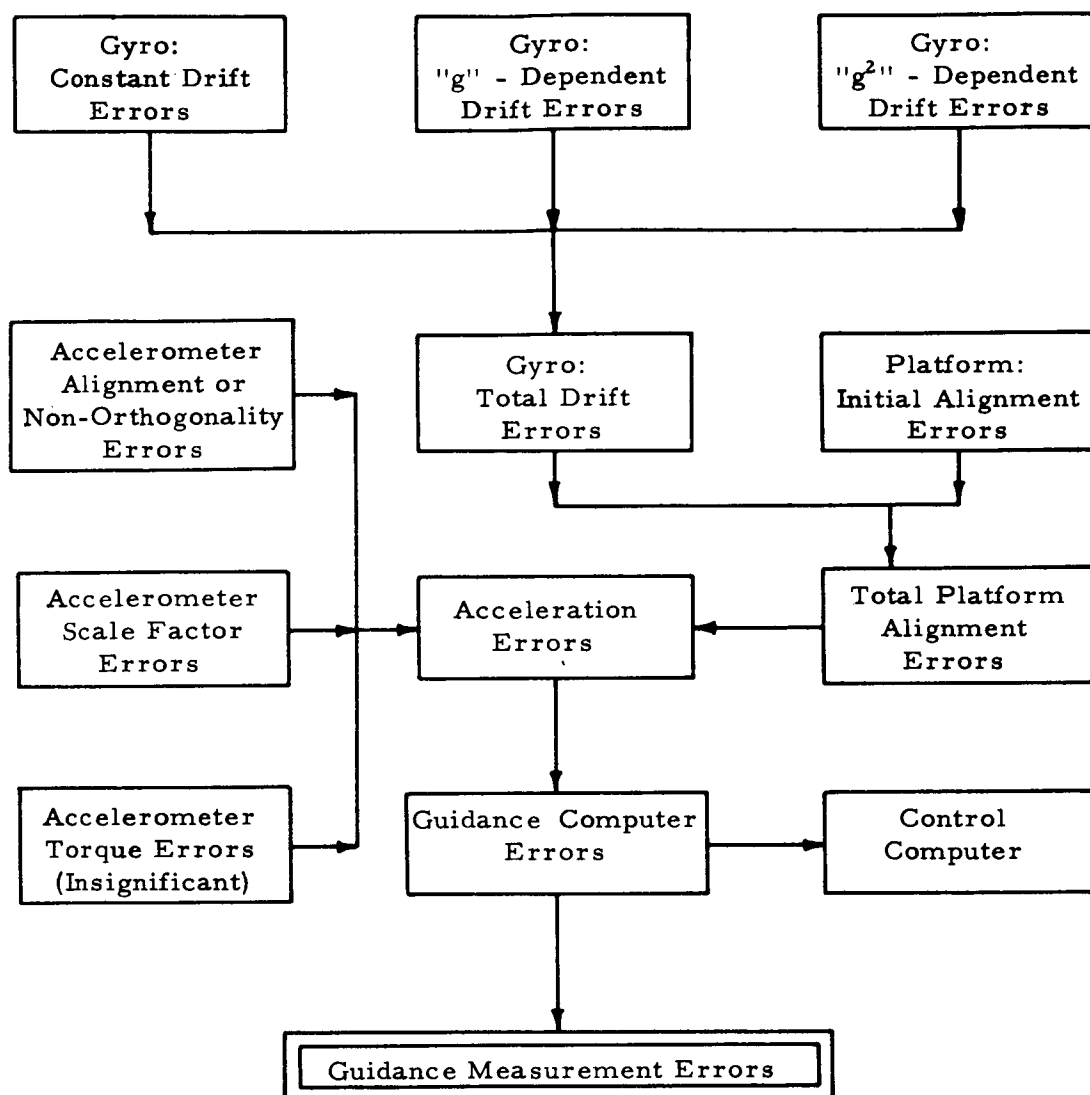 Gyro:
Constant Drift
Errors
Gyro:
"g" - Dependent
Drift Errors
Gyro:
"g²" - Dependent
Drift Errors
Accelerometer
Alignment or
Non-Orthogonality
Errors
Gyro:
Total Drift
Errors
Platform:
Initial Alignment
Errors
Accelerometer
Scale Factor
Errors
Acceleration
Errors
Total Platform
Alignment
Errors
Accelerometer
Torque Errors
(Insignificant)
Guidance Computer
Errors
Control
Computer
Guidance Measurement Errors